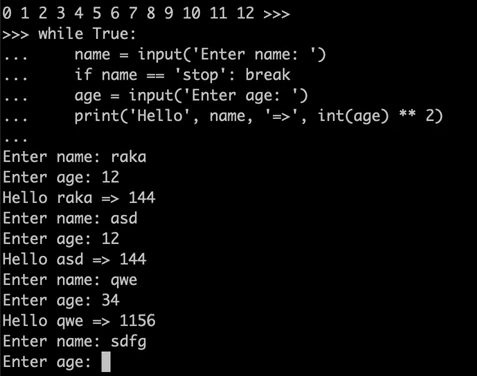 0 1 2 3 4 5 6 7 8 9 10 11 12 >>>
>>> while True:
...     name = input('Enter name: ')
...     if name == 'stop': break
...     age = input('Enter age: ')
...     print('Hello', name, '=>', int(age) ** 2)
...
Enter name: raka
Enter age: 12
Hello raka => 144
Enter name: asd
Enter age: 12
Hello asd => 144
Enter name: qwe
Enter age: 34
Hello qwe => 1156
Enter name: sdfg
Enter age: